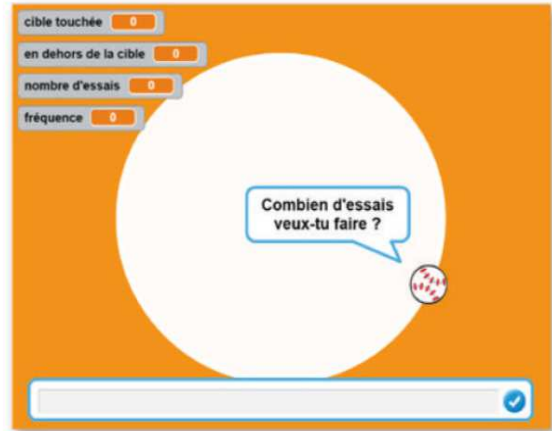 cible touchée 0
en dehors de la cible 0
nombre d'essais 0
fréquence 0
Combien d'essais
veux-tu faire ?